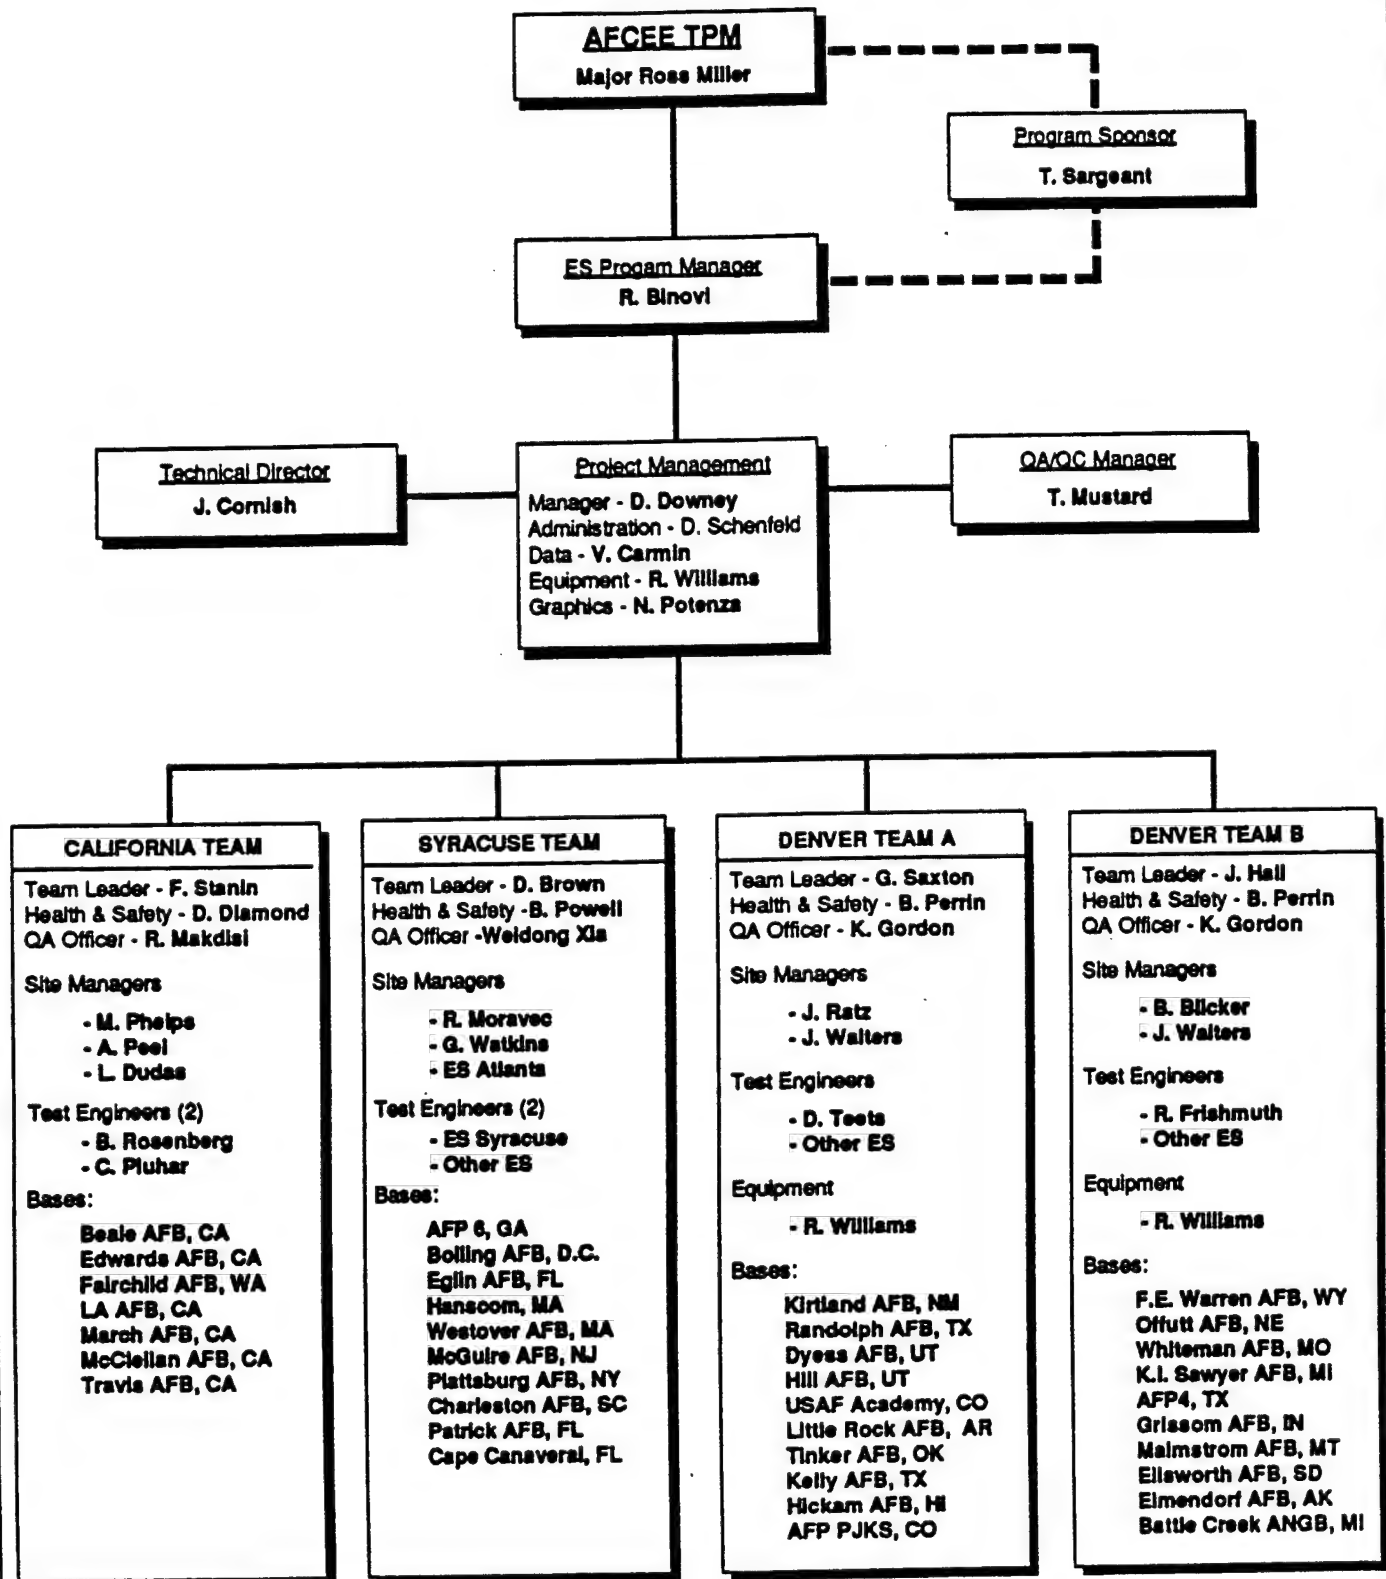 AFCEE TPM
Major Ross Miller
Program Sponsor
T. Sargeant
ES Progam Manager
R. Binovi
Technical Director
J. Cornish
Project Management
Manager - D. Downey
Administration - D. Schenfeld
Data - V. Carmin
Equipment - R. Williams
Graphics - N. Potenza
QA/QC Manager
T. Mustard
CALIFORNIA TEAM
Team Leader - F. Stanin
Health & Safety - D. Diamond
QA Officer - R. Makdisi
Site Managers
- M. Phelps
- A. Peel
- L. Dudas
Test Engineers (2)
- B. Rosenberg
- C. Pluhar
Bases:
Beale AFB, CA
Edwards AFB, CA
Fairchild AFB, WA
LA AFB, CA
March AFB, CA
McClellan AFB, CA
Travis AFB, CA
SYRACUSE TEAM
Team Leader - D. Brown
Health & Safety -B. Powell
QA Officer -Weidong Xia
Site Managers
- R. Moravec
- G. Watkins
- ES Atlanta
Test Engineers (2)
- ES Syracuse
- Other ES
Bases:
AFP 6, GA
Bolling AFB, D.C.
Eglin AFB, FL
Hanscom, MA
Westover AFB, MA
McGuire AFB, NJ
Plattsburg AFB, NY
Charleston AFB, SC
Patrick AFB, FL
Cape Canaveral, FL
DENVER TEAM A
Team Leader - G. Saxton
Health & Safety - B. Perrin
QA Officer - K. Gordon
Site Managers
- J. Ratz
- J. Walters
Test Engineers
- D. Teets
- Other ES
Equipment
- R. Williams
Bases:
Kirtland AFB, NM
Randolph AFB, TX
Dyess AFB, UT
Hill AFB, UT
USAF Academy, CO
Little Rock AFB, AR
Tinker AFB, OK
Kelly AFB, TX
Hickam AFB, HI
AFP PJKS, CO
DENVER TEAM B
Team Leader - J. Hall
Health & Safety - B. Perrin
QA Officer - K. Gordon
Site Managers
- B. Blicker
- J. Walters
Test Engineers
- R. Frishmuth
- Other ES
Equipment
- R. Williams
Bases:
F.E. Warren AFB, WY
Offutt AFB, NE
Whiteman AFB, MO
K.I. Sawyer AFB, MI
AFP4, TX
Grissom AFB, IN
Malmstrom AFB, MT
Ellsworth AFB, SD
Elmendorf AFB, AK
Battle Creek ANGB, MI